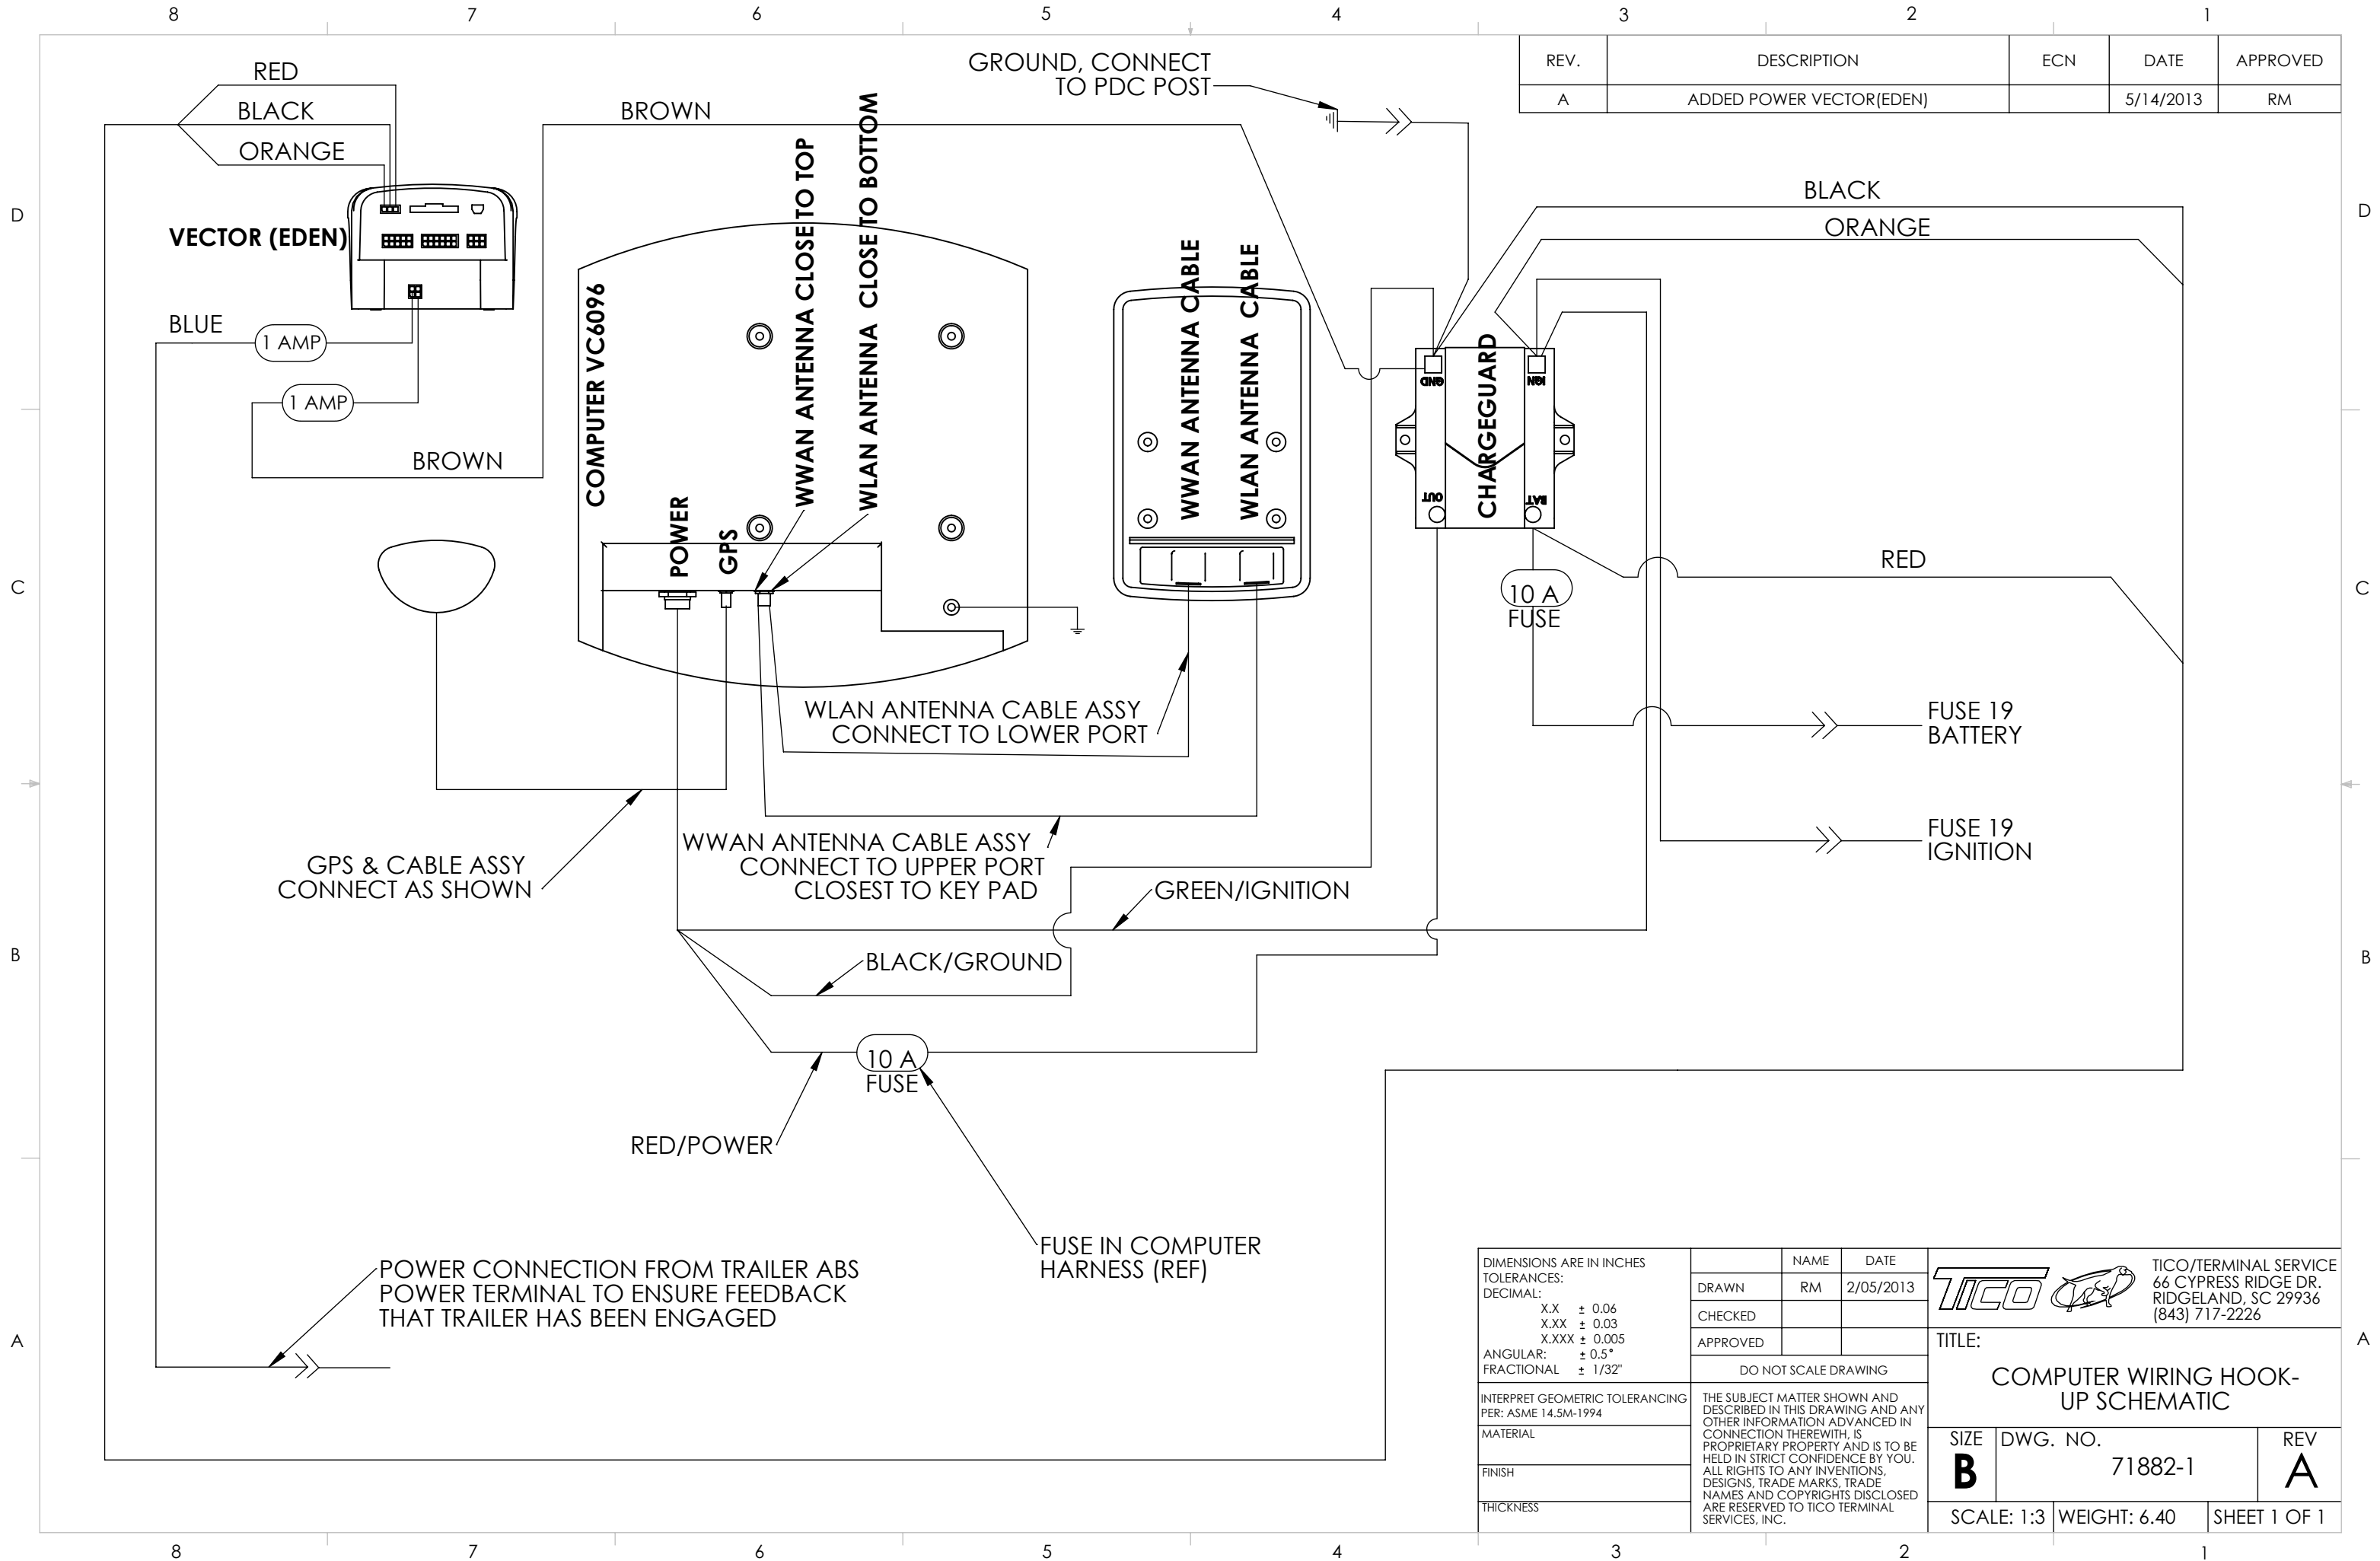 8 7 6 5 4 3 2 1
REV. DESCRIPTION ECN DATE APPROVED
A ADDED POWER VECTOR(EDEN) 5/14/2013 RM
GROUND, CONNECT
TO PDC POST
RED
BLACK
ORANGE
BROWN
D
D
VECTOR (EDEN)
BLUE
1 AMP
1 AMP
BROWN
COMPUTER VC6096
WWAN ANTENNA CLOSE TO TOP
WLAN ANTENNA CLOSE TO BOTTOM
POWER
GPS
WWAN ANTENNA CABLE
WLAN ANTENNA CABLE
BLACK
ORANGE
GND
IGN
CHARGEGUARD
OUT
BAT
RED
C
C
10 A
FUSE
WLAN ANTENNA CABLE ASSY
CONNECT TO LOWER PORT
FUSE 19
BATTERY
FUSE 19
IGNITION
WWAN ANTENNA CABLE ASSY
CONNECT TO UPPER PORT
CLOSEST TO KEY PAD
GPS & CABLE ASSY
CONNECT AS SHOWN
GREEN/IGNITION
B
B
BLACK/GROUND
10 A
FUSE
RED/POWER
FUSE IN COMPUTER
HARNESS (REF)
POWER CONNECTION FROM TRAILER ABS
POWER TERMINAL TO ENSURE FEEDBACK
THAT TRAILER HAS BEEN ENGAGED
A
A
DIMENSIONS ARE IN INCHES
TOLERANCES:
DECIMAL:
X.X ± 0.06
X.XX ± 0.03
X.XXX ± 0.005
ANGULAR: ± 0.5°
FRACTIONAL ± 1/32"
INTERPRET GEOMETRIC TOLERANCING
PER: ASME 14.5M-1994
MATERIAL
FINISH
THICKNESS
NAME DATE
DRAWN RM 2/05/2013
CHECKED
APPROVED
DO NOT SCALE DRAWING
THE SUBJECT MATTER SHOWN AND
DESCRIBED IN THIS DRAWING AND ANY
OTHER INFORMATION ADVANCED IN
CONNECTION THEREWITH, IS
PROPRIETARY PROPERTY AND IS TO BE
HELD IN STRICT CONFIDENCE BY YOU.
ALL RIGHTS TO ANY INVENTIONS,
DESIGNS, TRADE MARKS, TRADE
NAMES AND COPYRIGHTS DISCLOSED
ARE RESERVED TO TICO TERMINAL
SERVICES, INC.
TICO
TICO/TERMINAL SERVICE
66 CYPRESS RIDGE DR.
RIDGELAND, SC 29936
(843) 717-2226
TITLE:
COMPUTER WIRING HOOK-
UP SCHEMATIC
SIZE DWG. NO. REV
B 71882-1 A
SCALE: 1:3 WEIGHT: 6.40 SHEET 1 OF 1
8 7 6 5 4 3 2 1